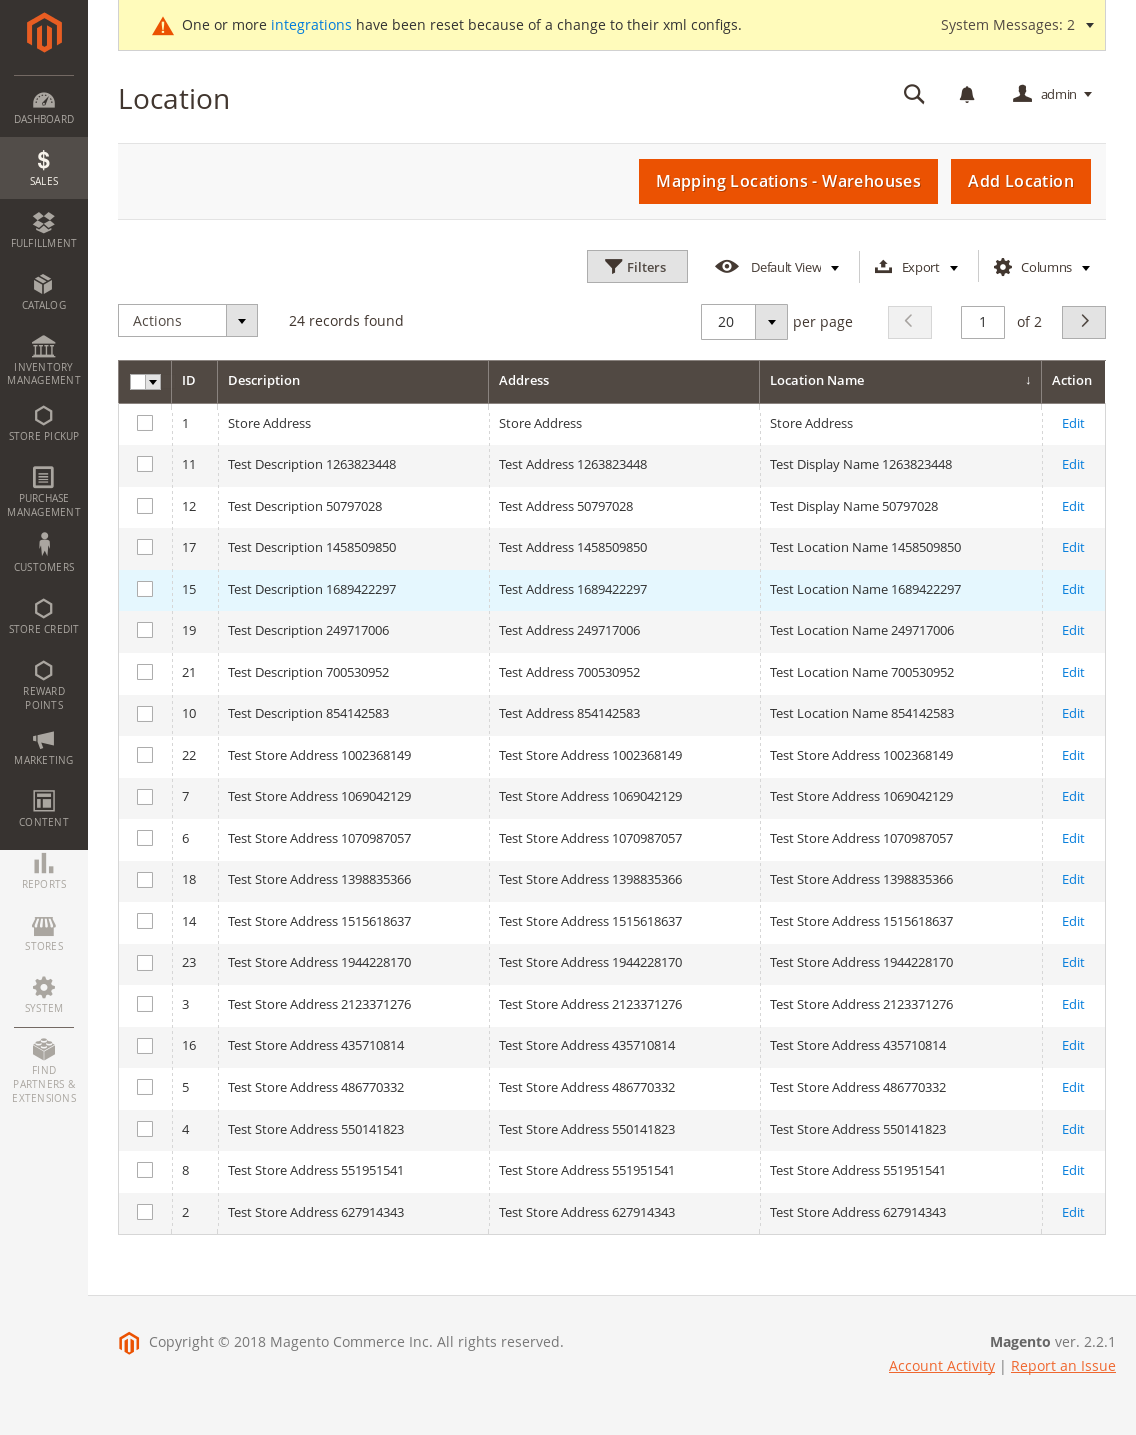 One or more integrations have been reset because of a change to their xml configs. System Messages: 2
Location
admin
Mapping Locations - Warehouses Add Location
DASHBOARD
SALES
FULFILLMENT
CATALOG
INVENTORY
MANAGEMENT
STORE PICKUP
PURCHASE
MANAGEMENT
CUSTOMERS
STORE CREDIT
REWARD
POINTS
MARKETING
CONTENT
REPORTS
STORES
SYSTEM
FIND
PARTNERS &
EXTENSIONS
Filters Default View Export Columns
Actions 24 records found 20 per page 1 of 2
ID Description Address Location Name ↓ Action
1 Store Address Store Address Store Address Edit
11 Test Description 1263823448 Test Address 1263823448 Test Display Name 1263823448 Edit
12 Test Description 50797028 Test Address 50797028 Test Display Name 50797028 Edit
17 Test Description 1458509850 Test Address 1458509850 Test Location Name 1458509850 Edit
15 Test Description 1689422297 Test Address 1689422297 Test Location Name 1689422297 Edit
19 Test Description 249717006 Test Address 249717006 Test Location Name 249717006 Edit
21 Test Description 700530952 Test Address 700530952 Test Location Name 700530952 Edit
10 Test Description 854142583 Test Address 854142583 Test Location Name 854142583 Edit
22 Test Store Address 1002368149 Test Store Address 1002368149 Test Store Address 1002368149 Edit
7 Test Store Address 1069042129 Test Store Address 1069042129 Test Store Address 1069042129 Edit
6 Test Store Address 1070987057 Test Store Address 1070987057 Test Store Address 1070987057 Edit
18 Test Store Address 1398835366 Test Store Address 1398835366 Test Store Address 1398835366 Edit
14 Test Store Address 1515618637 Test Store Address 1515618637 Test Store Address 1515618637 Edit
23 Test Store Address 1944228170 Test Store Address 1944228170 Test Store Address 1944228170 Edit
3 Test Store Address 2123371276 Test Store Address 2123371276 Test Store Address 2123371276 Edit
16 Test Store Address 435710814 Test Store Address 435710814 Test Store Address 435710814 Edit
5 Test Store Address 486770332 Test Store Address 486770332 Test Store Address 486770332 Edit
4 Test Store Address 550141823 Test Store Address 550141823 Test Store Address 550141823 Edit
8 Test Store Address 551951541 Test Store Address 551951541 Test Store Address 551951541 Edit
2 Test Store Address 627914343 Test Store Address 627914343 Test Store Address 627914343 Edit
Copyright © 2018 Magento Commerce Inc. All rights reserved. Magento ver. 2.2.1
Account Activity | Report an Issue